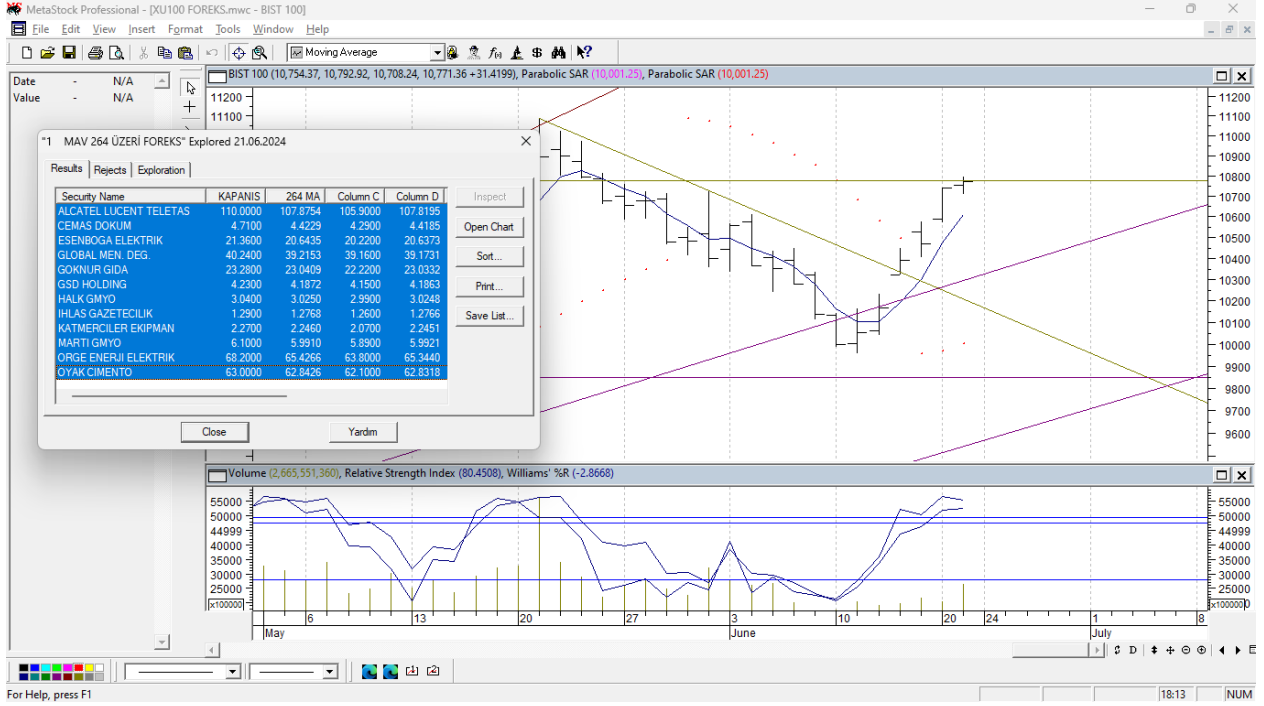 MetaStock Professional - [XU100 FOREKS.mwc - BIST 100]
File Edit View Insert Format Tools Window Help
Moving Average
Date - N/A
Value - N/A
BIST 100 (10,754.37, 10,792.92, 10,708.24, 10,771.36 +31.4199), Parabolic SAR (10,001.25), Parabolic SAR (10,001.25)
"1 MAV 264 ÜZERİ FOREKS" Explored 21.06.2024
Results Rejects Exploration
Security Name KAPANIS 264 MA Column C Column D
ALCATEL LUCENT TELETAS 110.0000 107.8754 105.9000 107.8195
CEMAS DOKUM 4.7100 4.4229 4.2900 4.4185
ESENBOGA ELEKTRIK 21.3600 20.6435 20.2200 20.6373
GLOBAL MEN. DEG. 40.2400 39.2153 39.1600 39.1731
GOKNUR GIDA 23.2800 23.0409 22.2200 23.0332
GSD HOLDING 4.2300 4.1872 4.1500 4.1863
HALK GMYO 3.0400 3.0250 2.9900 3.0248
IHLAS GAZETECILIK 1.2900 1.2768 1.2600 1.2766
KATMERCILER EKIPMAN 2.2700 2.2460 2.0700 2.2451
MARTI GMYO 6.1000 5.9910 5.8900 5.9921
ORGE ENERJI ELEKTRIK 68.2000 65.4266 63.8000 65.3440
OYAK CIMENTO 63.0000 62.8426 62.1000 62.8318
Inspect
Open Chart
Sort...
Print...
Save List...
Close Yardım
11200
11100
11200
11100
11000
10900
10800
10700
10600
10500
10400
10300
10200
10100
10000
9900
9800
9700
9600
Volume (2,665,551,360), Relative Strength Index (80.4508), Williams' %R (-2.8668)
55000 55000
50000 50000
44999 44999
40000 40000
35000 35000
30000 30000
25000 25000
x100000 x100000
6 13 20 27 3 10 20 24 1 8
May June July
For Help, press F1
18:13 NUM